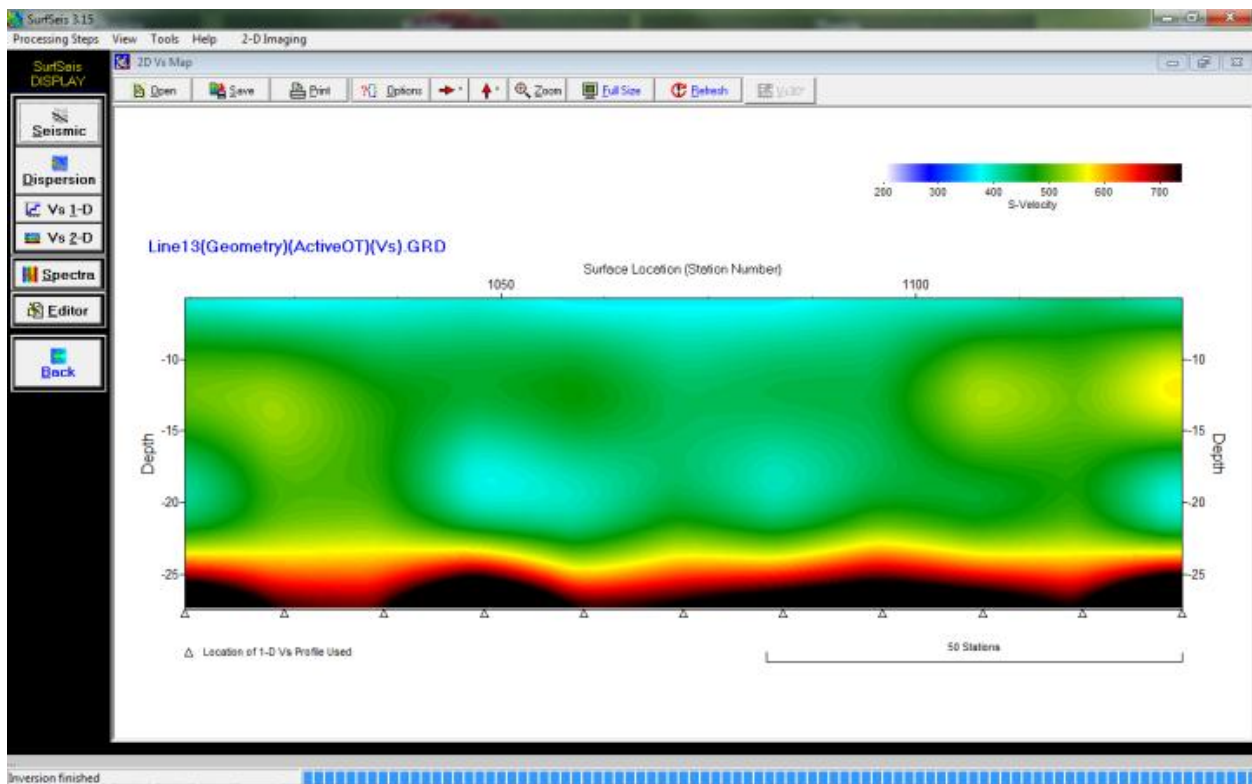 SurfSeis 3.15
Processing Steps View Tools Help 2-D Imaging
SurfSeis
DISPLAY
2D Vs Map
Open Save Print Options Zoom Full Size Refresh
Seismic
Dispersion
Vs 1-D
Vs 2-D
Spectra
Editor
Back
200 300 400 500 600 700
S-Velocity
Line13(Geometry)(ActiveOT)(Vs).GRD
Surface Location (Station Number)
1050 1100
-10 -10
-15 -15
Depth Depth
-20 -20
-25 -25
Location of 1-D Vs Profile Used
50 Stations
Inversion finished